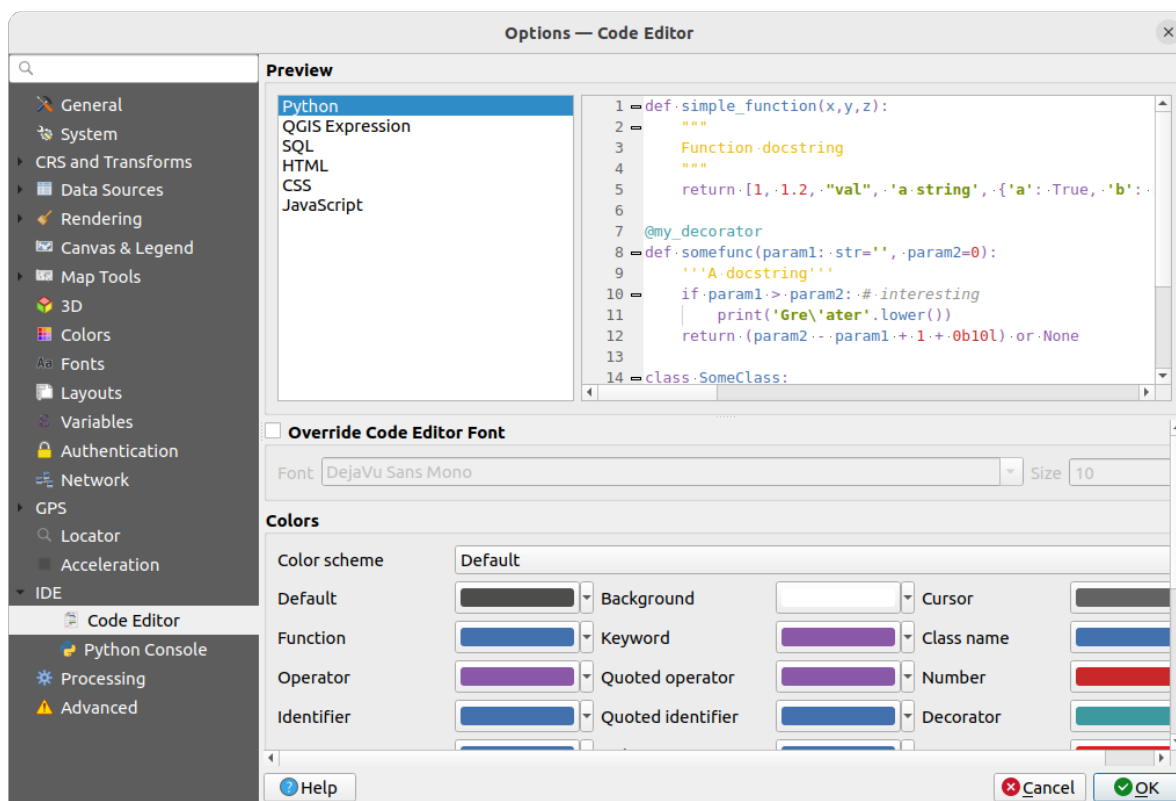 Options — Code Editor
General
System
CRS and Transforms
Data Sources
Rendering
Canvas & Legend
Map Tools
3D
Colors
Fonts
Layouts
Variables
Authentication
Network
GPS
Locator
Acceleration
IDE
Code Editor
Python Console
Processing
Advanced
Preview
Python
QGIS Expression
SQL
HTML
CSS
JavaScript
1 def·simple_function(x,y,z):
2 """
3 Function·docstring
4 """
5 return·[1,·1.2,·"val",·'a·string',·{'a':·True,·'b':·
6
7 @my_decorator
8 def·somefunc(param1:·str='',·param2=0):
9 '''A·docstring'''
10 if·param1·>·param2:·#·interesting
11 print('Gre\'ater'.lower())
12 return·(param2·-·param1·+·1·+·0b10l)·or·None
13
14 class·SomeClass:
Override Code Editor Font
Font DejaVu Sans Mono Size 10
Colors
Color scheme Default
Default Background Cursor
Function Keyword Class name
Operator Quoted operator Number
Identifier Quoted identifier Decorator
Help Cancel OK